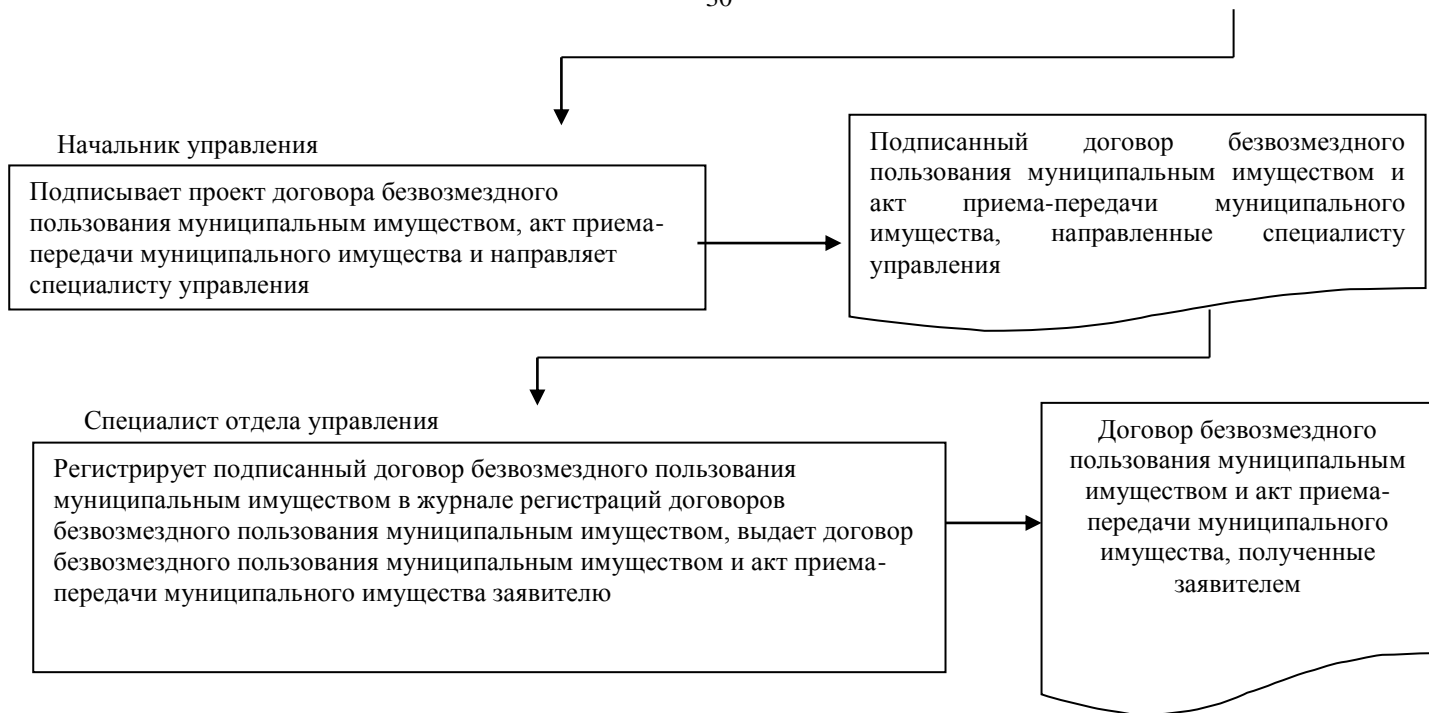 30
Начальник управления
Подписывает проект договора безвозмездного
пользования муниципальным имуществом, акт приема-
передачи муниципального имущества и направляет
специалисту управления
Подписанный договор безвозмездного
пользования муниципальным имуществом и
акт приема-передачи муниципального
имущества, направленные специалисту
управления
Специалист отдела управления
Регистрирует подписанный договор безвозмездного пользования
муниципальным имуществом в журнале регистраций договоров
безвозмездного пользования муниципальным имуществом, выдает договор
безвозмездного пользования муниципальным имуществом и акт приема-
передачи муниципального имущества заявителю
Договор безвозмездного
пользования муниципальным
имуществом и акт приема-
передачи муниципального
имущества, полученные
заявителем